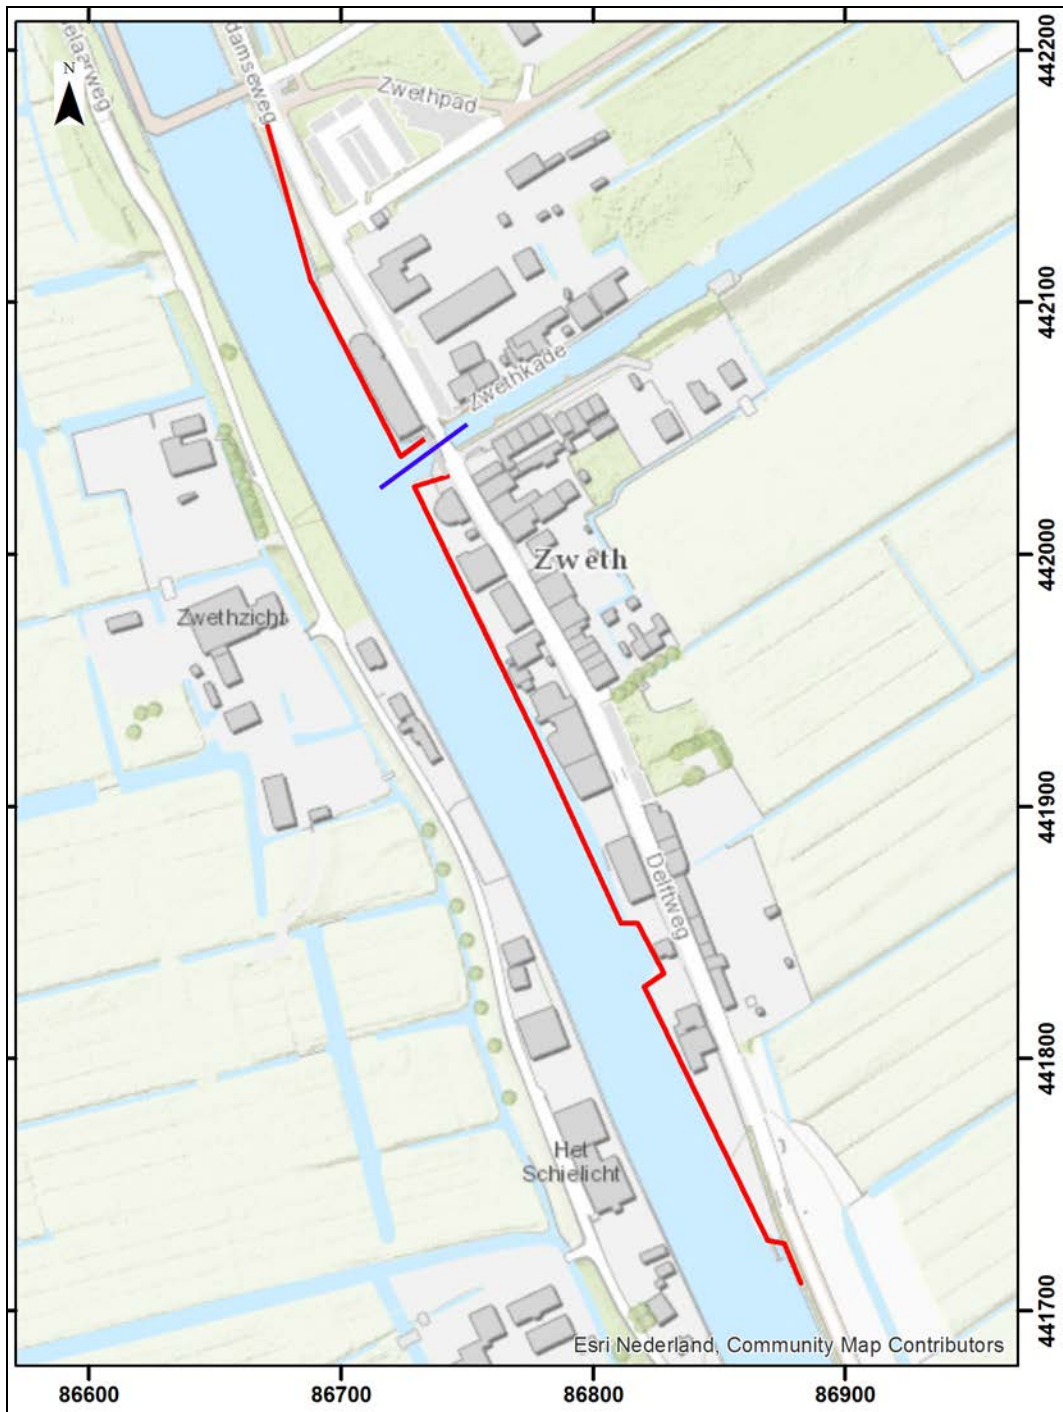 elaarweg
damseweg
N
Zwethpad
Zwethkade
Zweth
Zwethzicht
Delftweg
Het
Schielicht
Esri Nederland, Community Map Contributors
442200
442100
442000
441900
441800
441700
86600
86700
86800
86900